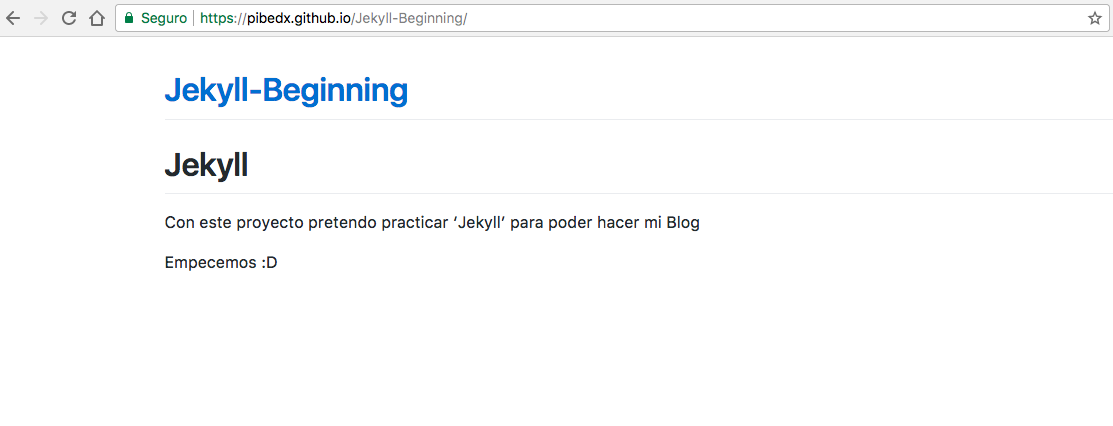 Seguro https://pibedx.github.io/Jekyll-Beginning/
Jekyll-Beginning
Jekyll
Con este proyecto pretendo practicar ‘Jekyll’ para poder hacer mi Blog
Empecemos :D